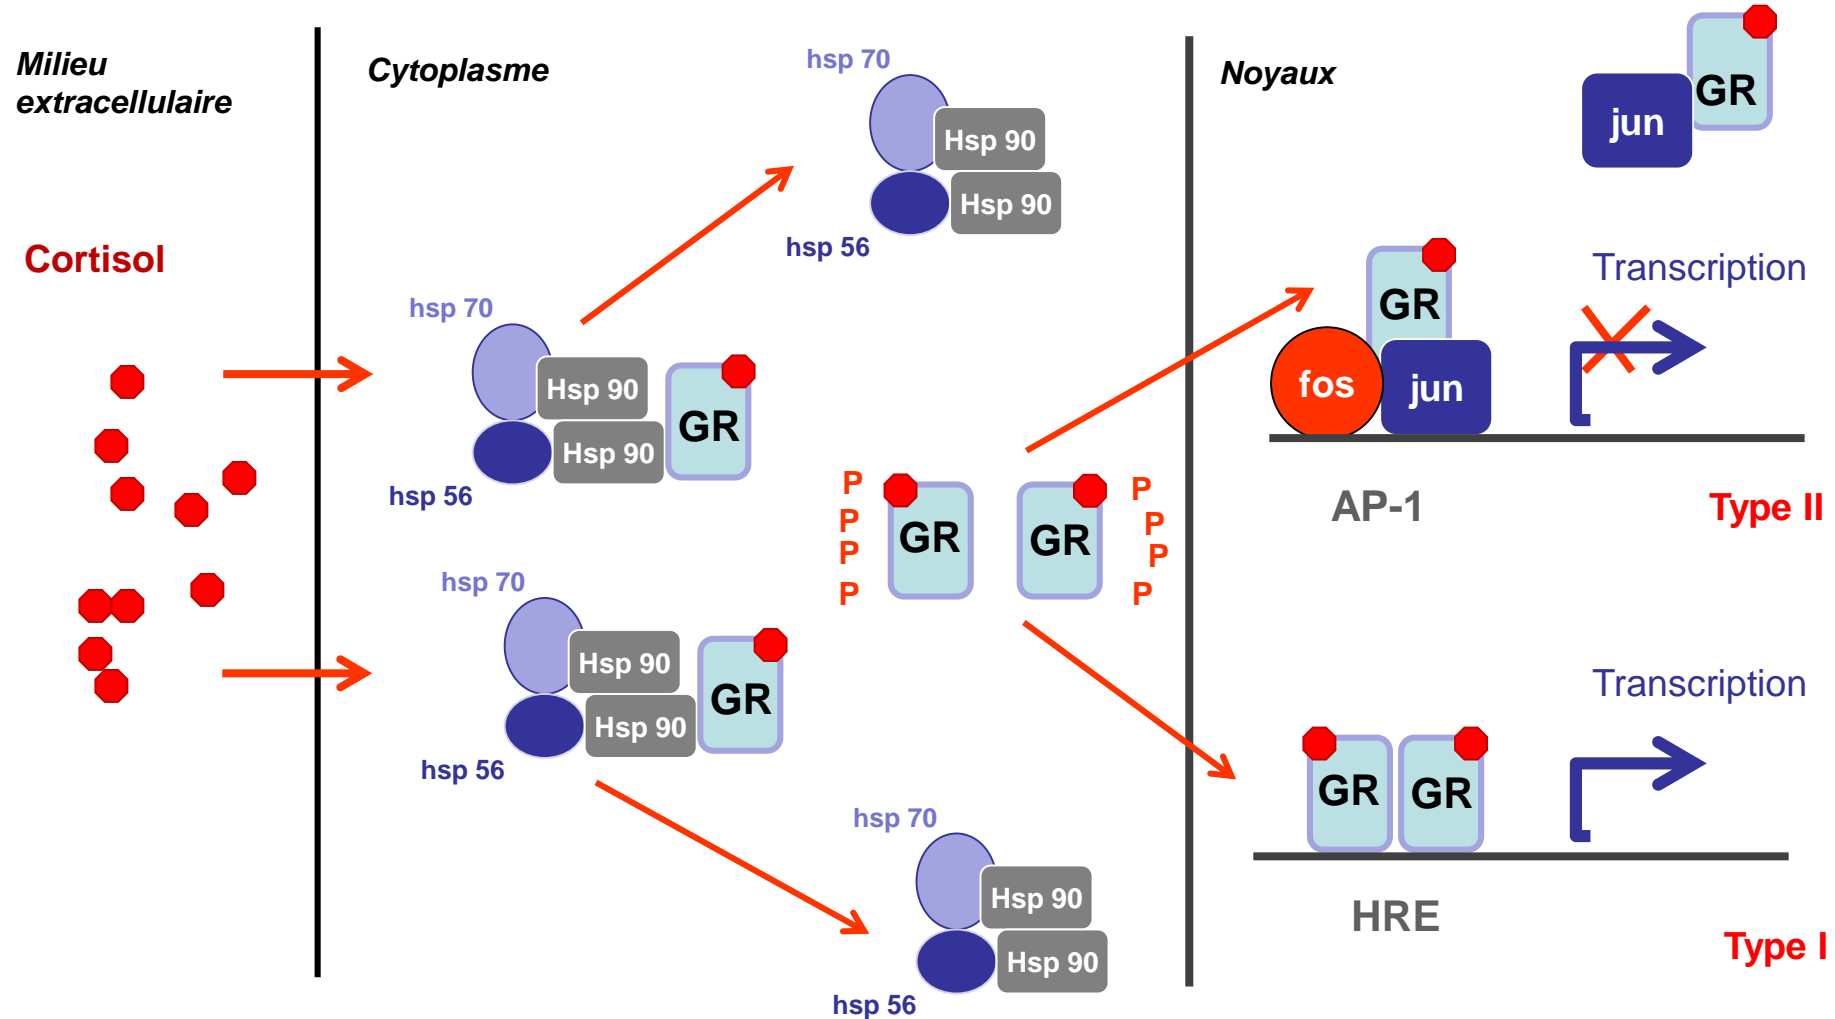 Milieu
extracellulaire
Cortisol
Cytoplasme
hsp 70
Hsp 90
Hsp 90
hsp 56
hsp 70
Hsp 90
Hsp 90
GR
hsp 56
hsp 70
Hsp 90
Hsp 90
GR
hsp 56
hsp 70
Hsp 90
Hsp 90
hsp 56
P
P
P
P
GR
GR
P
P
P
P
Noyaux
GR
jun
GR
fos
jun
Transcription
AP-1
Type II
Transcription
GR
GR
HRE
Type I